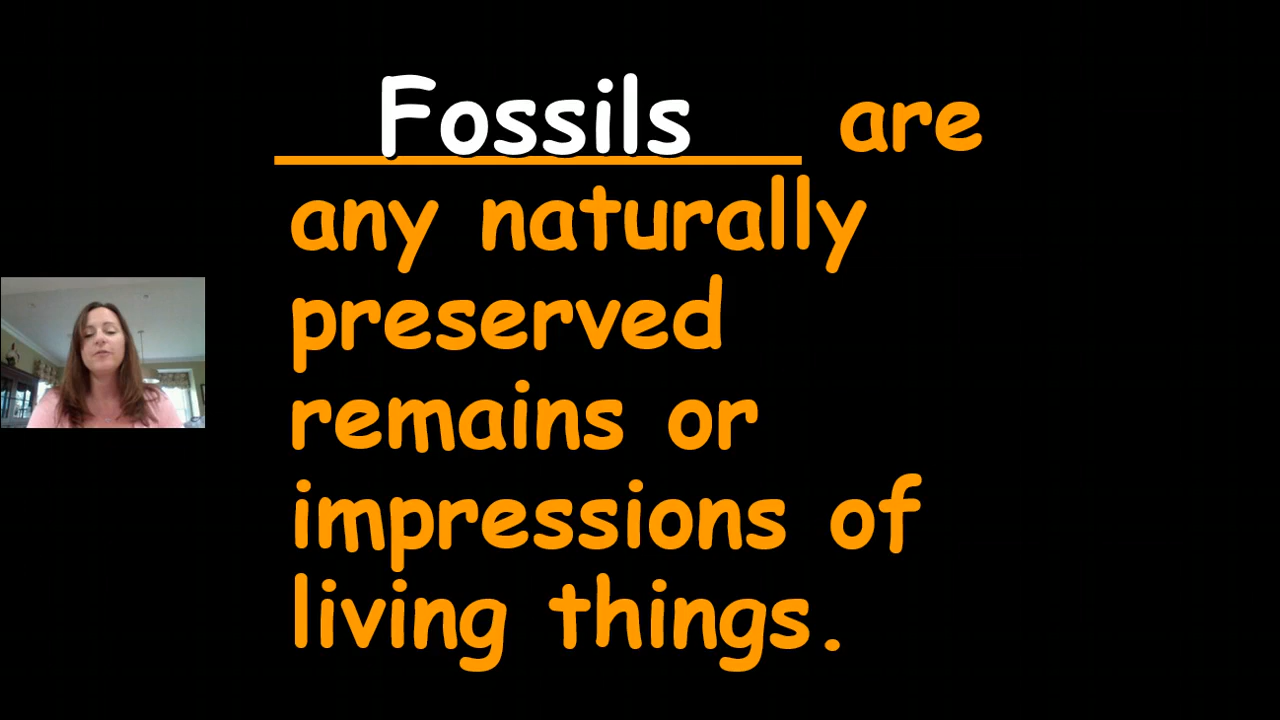 Fossils are
any naturally
preserved
remains or
impressions of
living things.